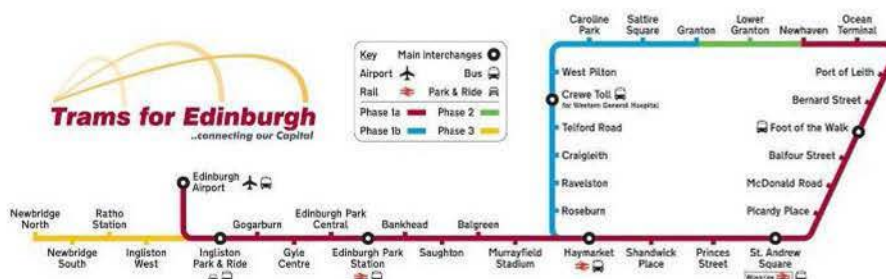 Trams for Edinburgh
..connecting our Capital
Key Main interchanges
Airport Bus
Rail Park & Ride
Phase 1a Phase 2
Phase 1b Phase 3
Caroline
Park
Saltire
Square
Granton
Lower
Granton
Newhaven
Ocean
Terminal
West Pilton
Crewe Toll
for Western General Hospital
Telford Road
Craigleith
Ravelston
Roseburn
Port of Leith
Bernard Street
Foot of the Walk
Balfour Street
McDonald Road
Picardy Place
Edinburgh
Airport
Newbridge
North
Ratho
Station
Gogarburn
Edinburgh Park
Central
Bankhead
Balgreen
Newbridge
South
Ingliston
West
Ingliston
Park & Ride
Gyle
Centre
Edinburgh Park
Station
Saughton
Murrayfield
Stadium
Haymarket
Shandwick
Place
Princes
Street
St. Andrew
Square